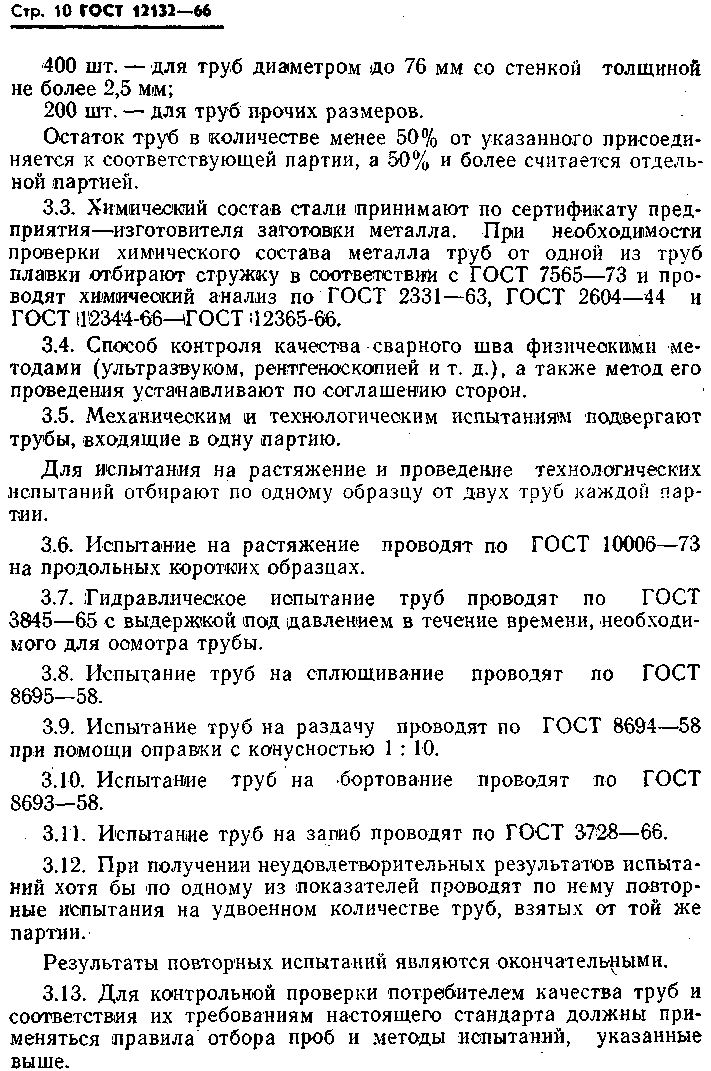 Стр. 10 ГОСТ 12132—66
400 шт. — для труб диаметром до 76 мм со стенкой толщиной
не более 2,5 мм;
200 шт. — для труб прочих размеров.
Остаток труб в количестве менее 50% от указанного присоеди-
няется к соответствующей партии, а 50% и более считается отдель-
ной партией.
3.3. Химический состав стали принимают по сертификату пред-
приятия—изготовителя заготовки металла. При необходимости
проверки химического состава металла труб от одной из труб
плавки отбирают стружку в соответствии с ГОСТ 7565—73 и про-
водят химический анализ по ГОСТ 2331—63, ГОСТ 2604—44 и
ГОСТ 12344-66—ГОСТ 12365-66.
3.4. Способ контроля качества сварного шва физическими ме-
тодами (ультразвуком, рентгеноскопией и т. д.), а также метод его
проведения устанавливают по соглашению сторон.
3.5. Механическим и технологическим испытаниям подвергают
трубы, входящие в одну партию.
Для испытания на растяжение и проведение технологических
испытаний отбирают по одному образцу от двух труб каждой пар-
тии.
3.6. Испытание на растяжение проводят по ГОСТ 10006—73
на продольных коротких образцах.
3.7. Гидравлическое испытание труб проводят по ГОСТ
3845—65 с выдержкой под давлением в течение времени, необходи-
мого для осмотра трубы.
3.8. Испытание труб на сплющивание проводят по ГОСТ
8695—58.
3.9. Испытание труб на раздачу проводят по ГОСТ 8694—58
при помощи оправки с конусностью 1 : 10.
3.10. Испытание труб на бортование проводят по ГОСТ
8693—58.
3.11. Испытание труб на загиб проводят по ГОСТ 3728—66.
3.12. При получении неудовлетворительных результатов испыта-
ний хотя бы по одному из показателей проводят по нему повтор-
ные испытания на удвоенном количестве труб, взятых от той же
партии.
Результаты повторных испытаний являются окончательными.
3.13. Для контрольной проверки потребителем качества труб и
соответствия их требованиям настоящего стандарта должны при-
меняться правила отбора проб и методы испытаний, указанные
выше.